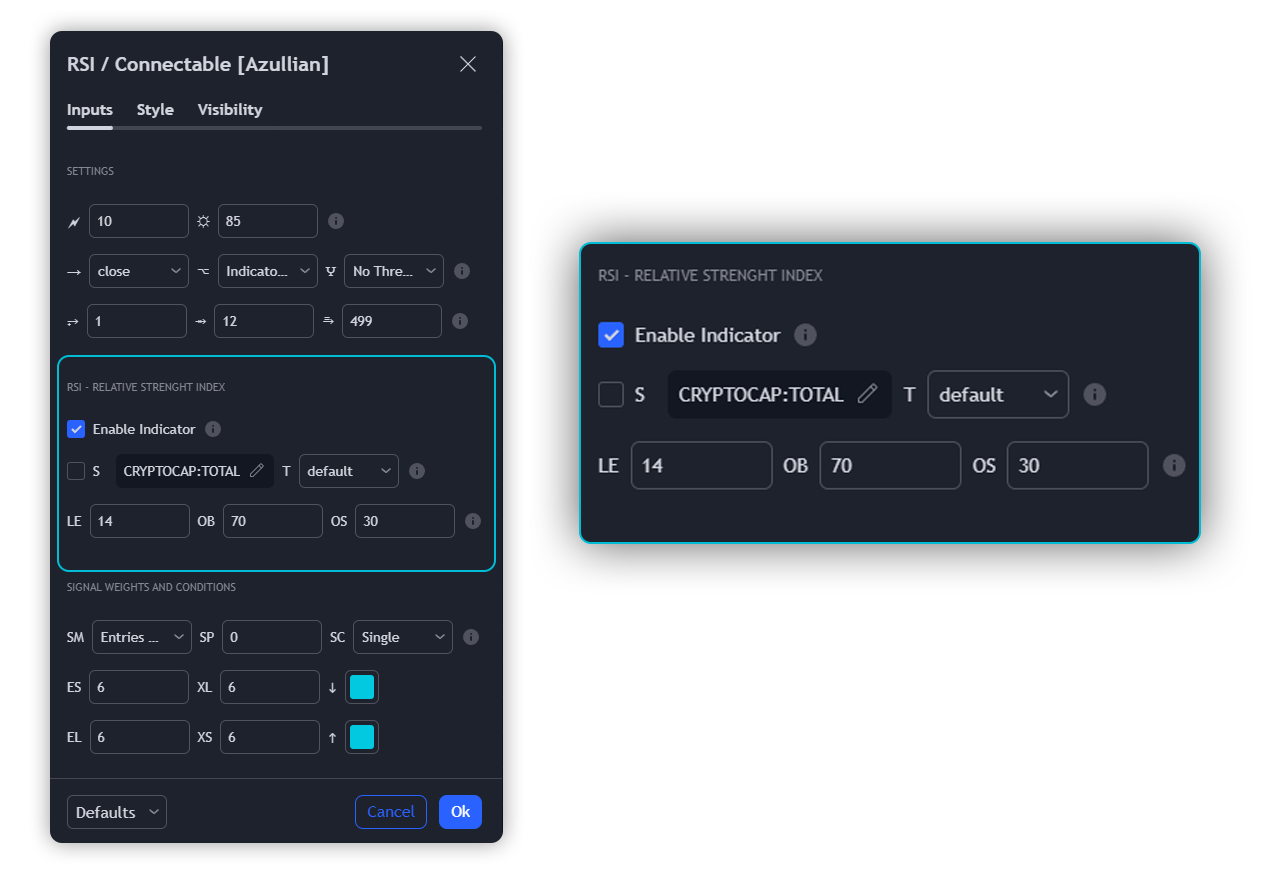 RSI / Connectable [Azullian]
Inputs Style Visibility
SETTINGS
10 85
→ close ⌥ Indicato... No Thre...
1 12 499
RSI - RELATIVE STRENGHT INDEX
Enable Indicator
S CRYPTOCAP:TOTAL T default
LE 14 OB 70 OS 30
SIGNAL WEIGHTS AND CONDITIONS
SM Entries ... SP 0 SC Single
ES 6 XL 6 ↓
EL 6 XS 6 ↑
Defaults Cancel Ok
RSI - RELATIVE STRENGHT INDEX
Enable Indicator
S CRYPTOCAP:TOTAL T default
LE 14 OB 70 OS 30